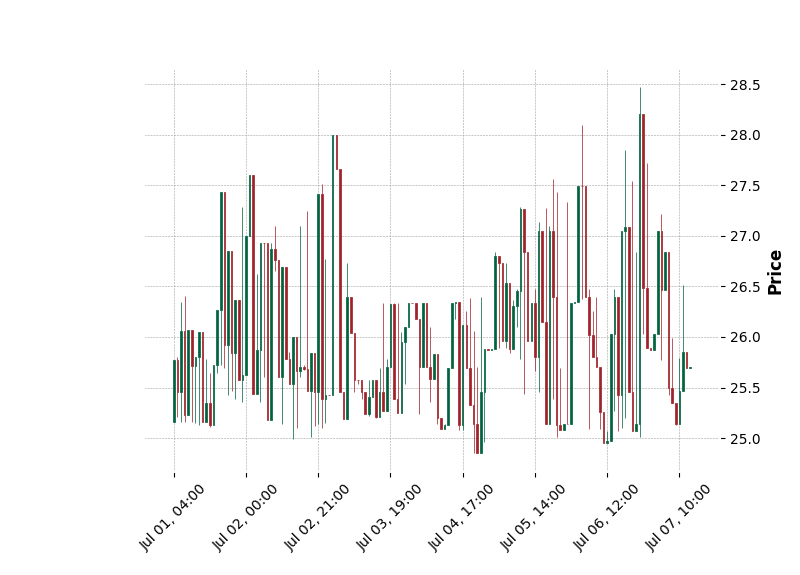 28.5
28.0
27.5
27.0
26.5
26.0
25.5
25.0
Price
Jul 01, 04:00
Jul 02, 00:00
Jul 02, 21:00
Jul 03, 19:00
Jul 04, 17:00
Jul 05, 14:00
Jul 06, 12:00
Jul 07, 10:00